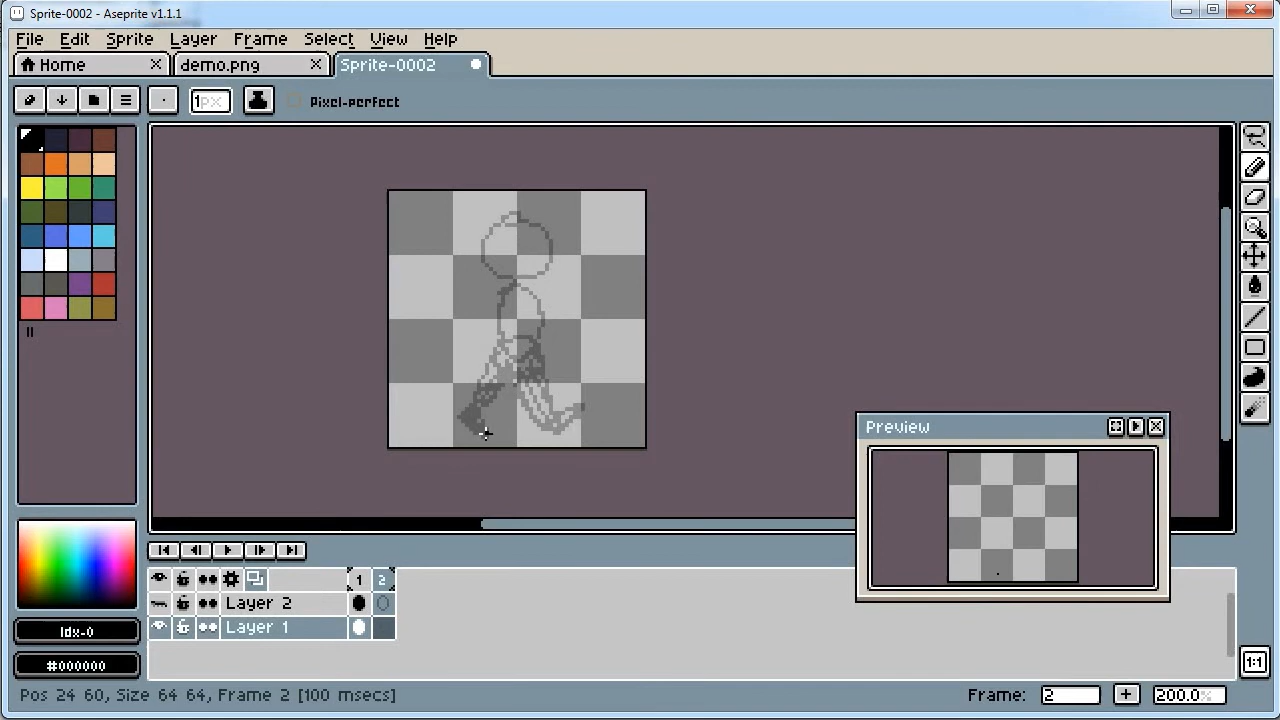 Sprite-0002 - Aseprite v1.1.1
File Edit Sprite Layer Frame Select View Help
Home demo.png Sprite-0002
1px Pixel-perfect
Preview
1 2
Layer 2
Layer 1
Idx-0
#000000
1:1
Pos 24 60, Size 64 64, Frame 2 [100 msecs] Frame: 2 + 200.0%